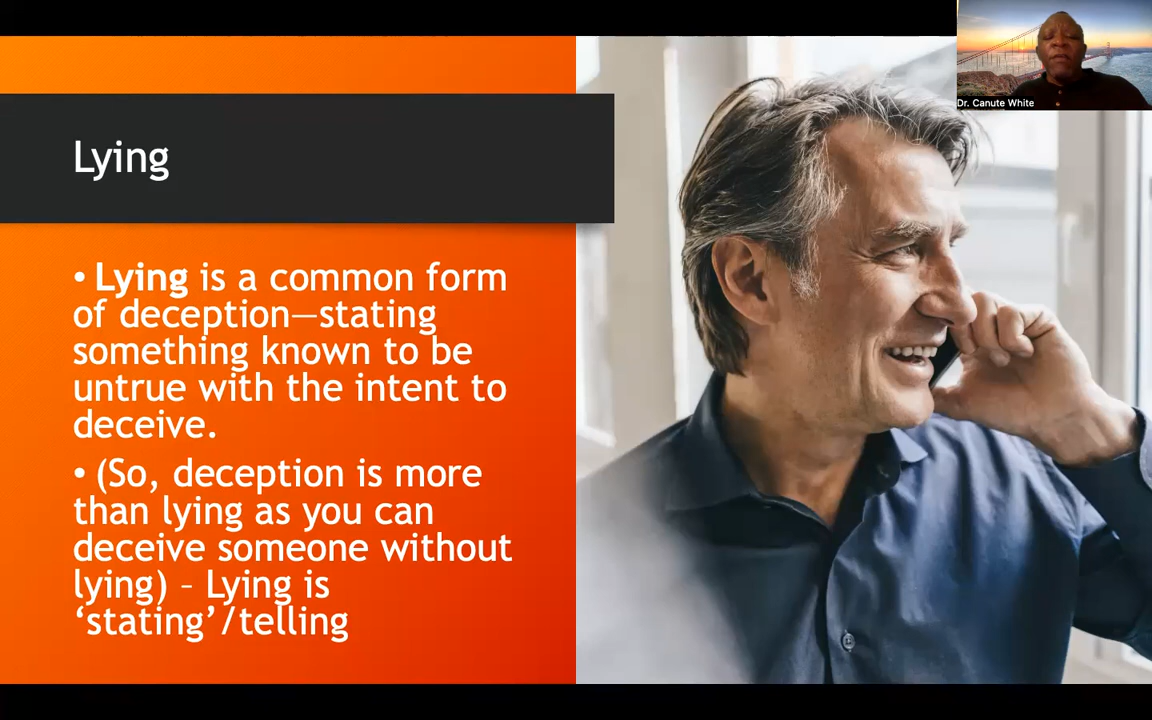 Dr. Canute White
Lying
• Lying is a common form
of deception—stating
something known to be
untrue with the intent to
deceive.
• (So, deception is more
than lying as you can
deceive someone without
lying) – Lying is
‘stating’/telling